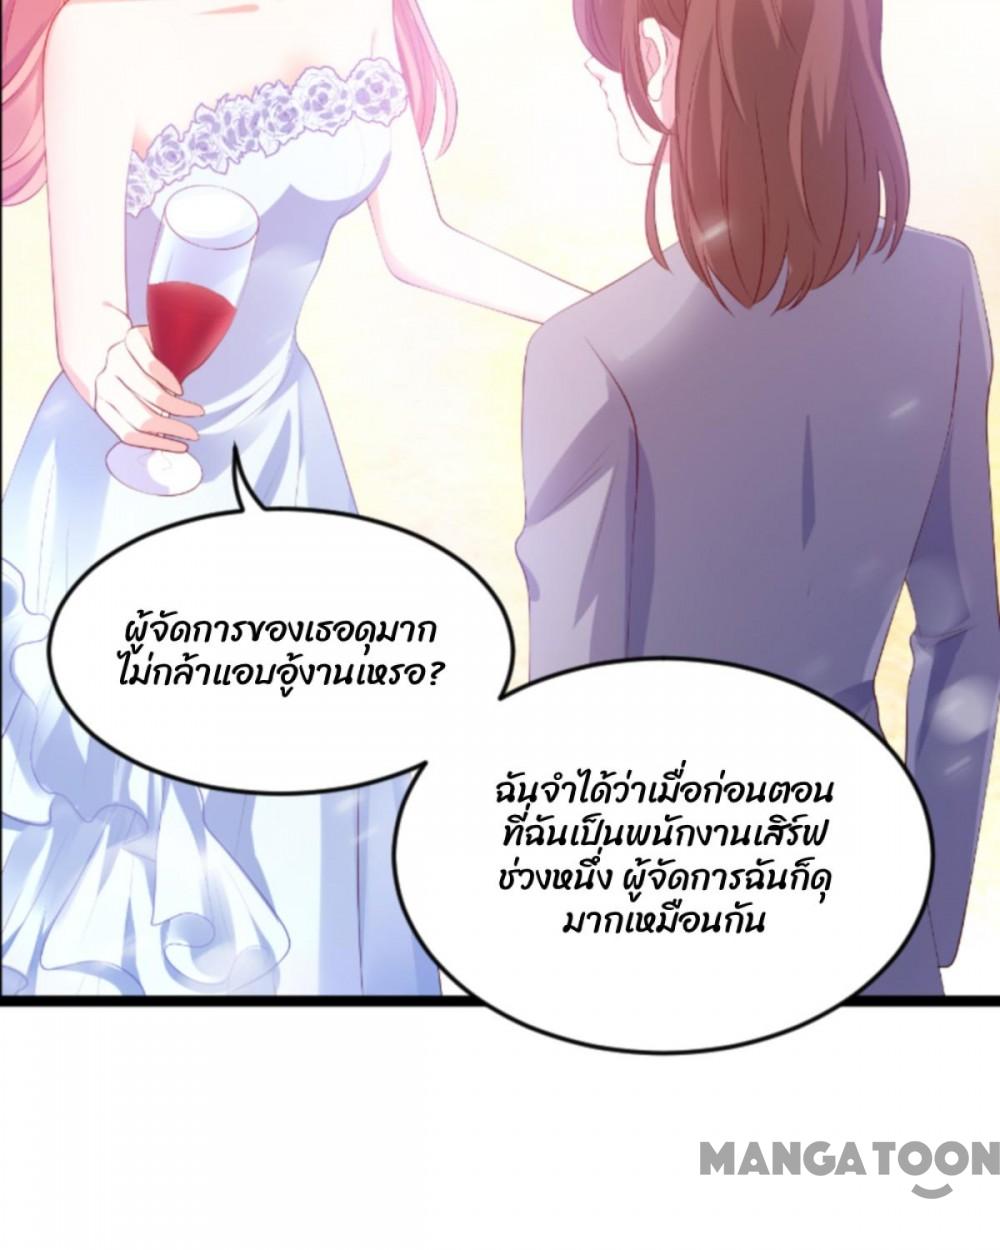 ผู้จัดการของเธอดุมาก
ไม่กล้าแอบอู้งานเหรอ?
ฉันจำได้ว่าเมื่อก่อนตอน
ที่ฉันเป็นพนักงานเสิร์ฟ
ช่วงหนึ่ง ผู้จัดการฉันก็ดุ
มากเหมือนกัน
MANGATOON